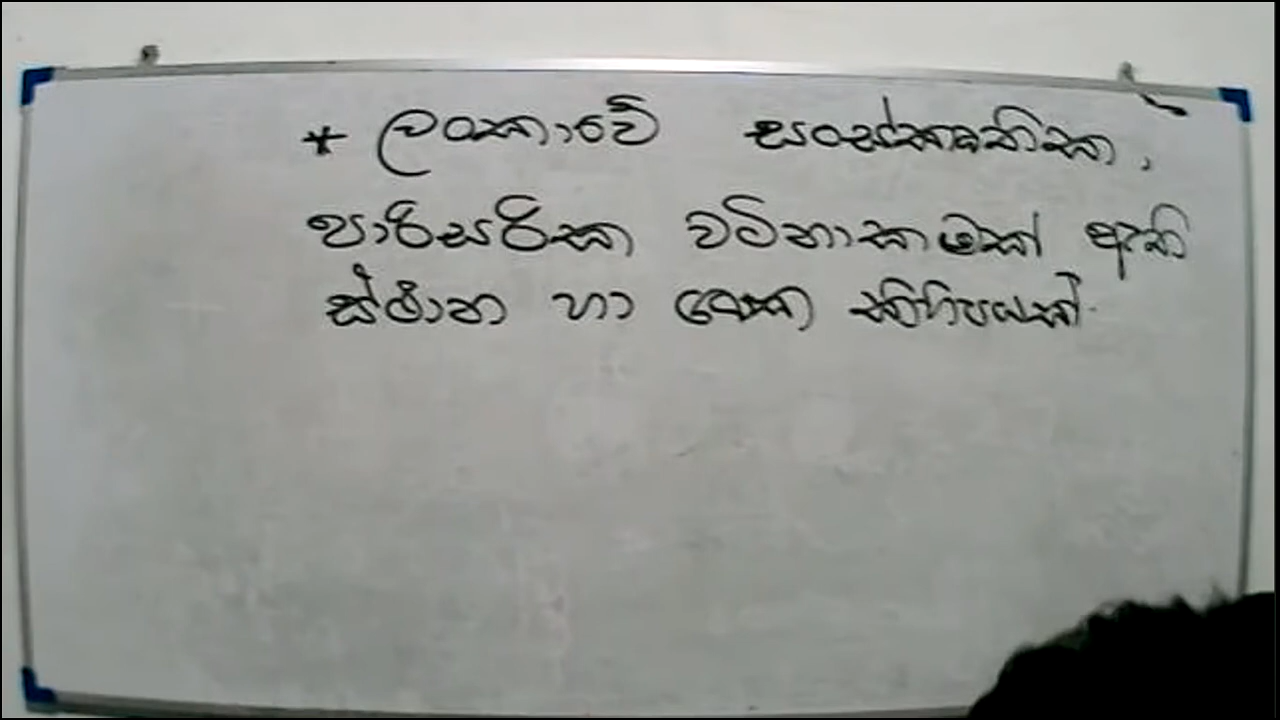 * ලංකාවේ සංස්කෘතික,
පාරිසරික වටිනාකමක් ඇති
ස්ථාන හා කිහිපයක්.